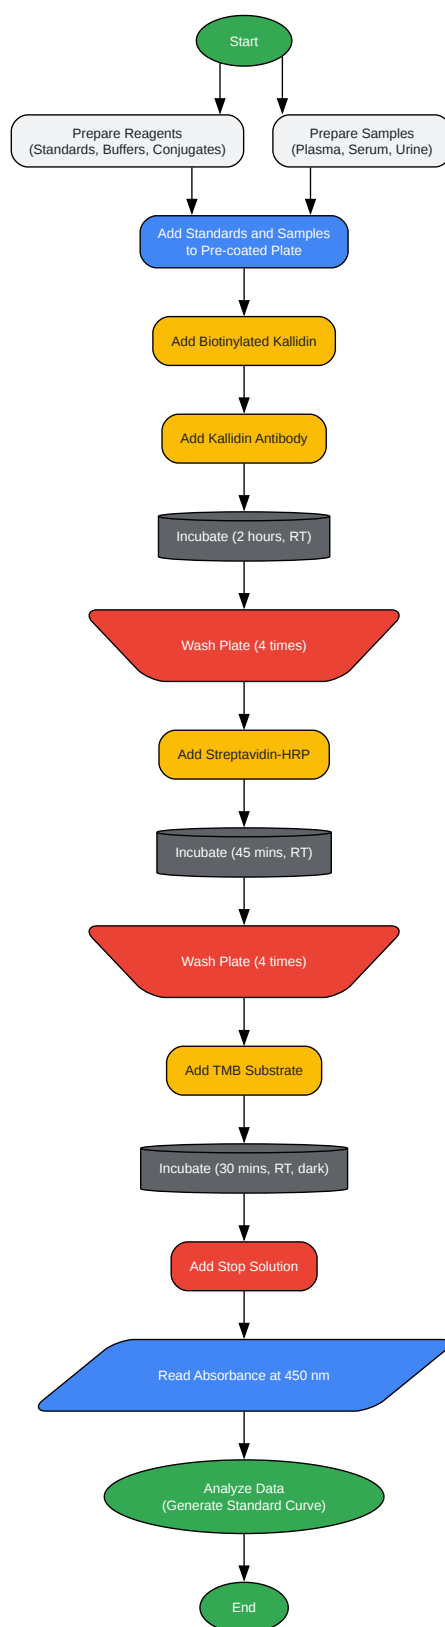 Start
Prepare Reagents
(Standards, Buffers, Conjugates)
Prepare Samples
(Plasma, Serum, Urine)
Add Standards and Samples
to Pre-coated Plate
Add Biotinylated Kallidin
Add Kallidin Antibody
Incubate (2 hours, RT)
Wash Plate (4 times)
Add Streptavidin-HRP
Incubate (45 mins, RT)
Wash Plate (4 times)
Add TMB Substrate
Incubate (30 mins, RT, dark)
Add Stop Solution
Read Absorbance at 450 nm
Analyze Data
(Generate Standard Curve)
End